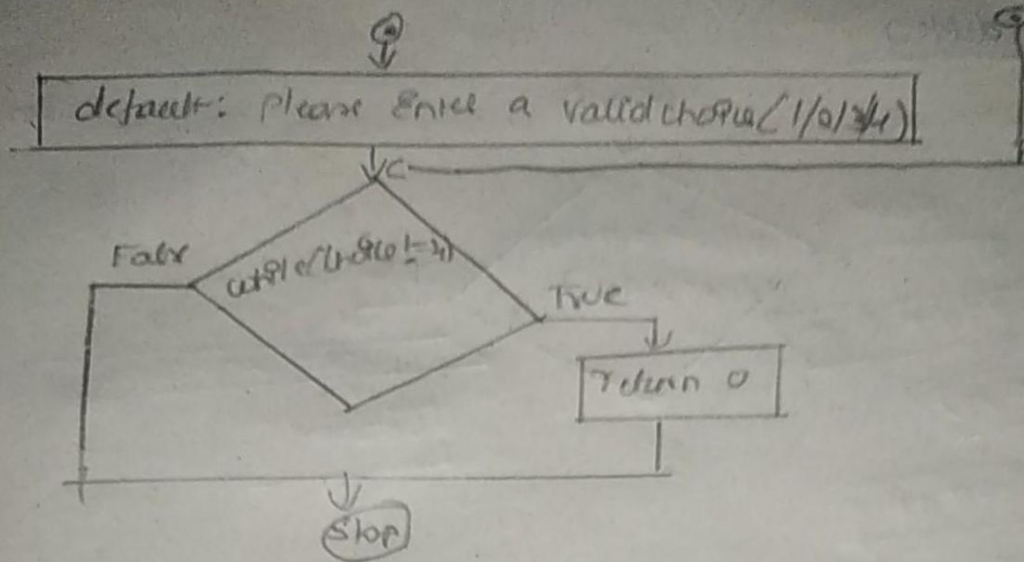 default: Please Enter a valid choice (1/2/3/4)
False
while(choice != 4)
True
return 0
Stop